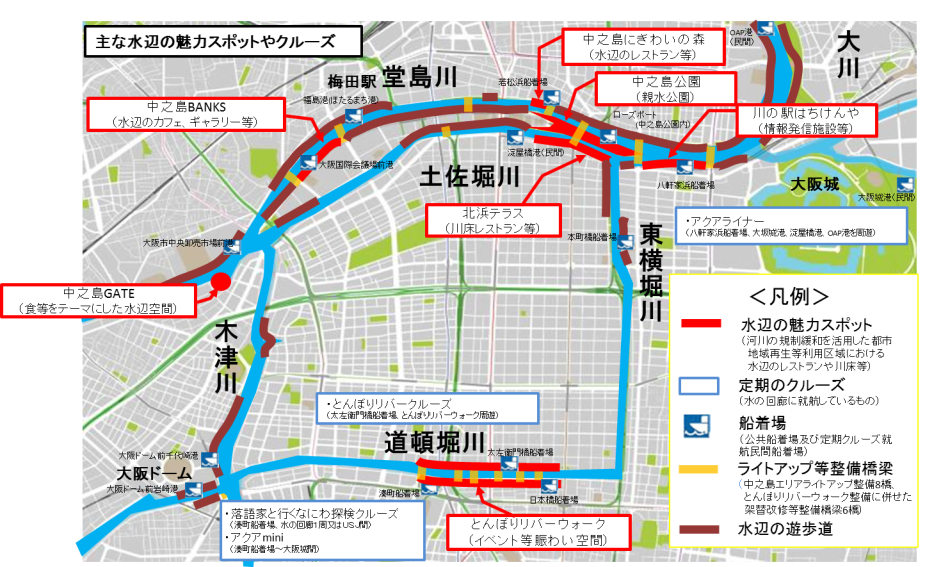 主な水辺の魅力スポットやクルーズ
OAP港
（民間）
大川
中之島にぎわいの森
（水辺のレストラン等）
梅田駅
堂島川
若松浜船着場
中之島公園
（親水公園）
中之島BANKS
（水辺のカフェ、ギャラリー等）
福島港(ほたるまち港)
ローズポート
（中之島公園内）
川の駅はちけんや
（情報発信施設等）
淀屋橋港（民間）
大阪国際会議場前港
土佐堀川
八軒家浜船着場
大阪城
大阪城港（民間）
北浜テラス
（川床レストラン等）
・アクアライナー
（八軒家浜船着場、大坂城港、淀屋橋港、OAP港を周遊）
大阪市中央卸売市場前港
本町橋船着場
東横堀川
中之島GATE
（食等をテーマにした水辺空間）
木津川
＜凡例＞
水辺の魅力スポット
（河川の規制緩和を活用した都市
地域再生等利用区域における
水辺のレストランや川床等）
定期のクルーズ
（水の回廊に就航しているもの）
船着場
（公共船着場及び定期クルーズ就
航民間船着場）
ライトアップ等整備橋梁
（中之島エリアライトアップ整備8橋、
とんぼりリバーウォーク整備に併せた
架替改修等整備橋梁6橋）
水辺の遊歩道
・とんぼりリバークルーズ
（太左衛門橋船着場、とんぼりリバーウォーク周遊）
道頓堀川
太左衛門橋船着場
大阪ドーム前千代崎港
大阪ドーム
大阪ドーム前岩崎港
湊町船着場
日本橋船着場
・落語家と行くなにわ探検クルーズ
（湊町船着場、水の回廊1周又はUSJ間）
・アクアmini
（湊町船着場～大阪城間）
とんぼりリバーウォーク
（イベント等賑わい空間）